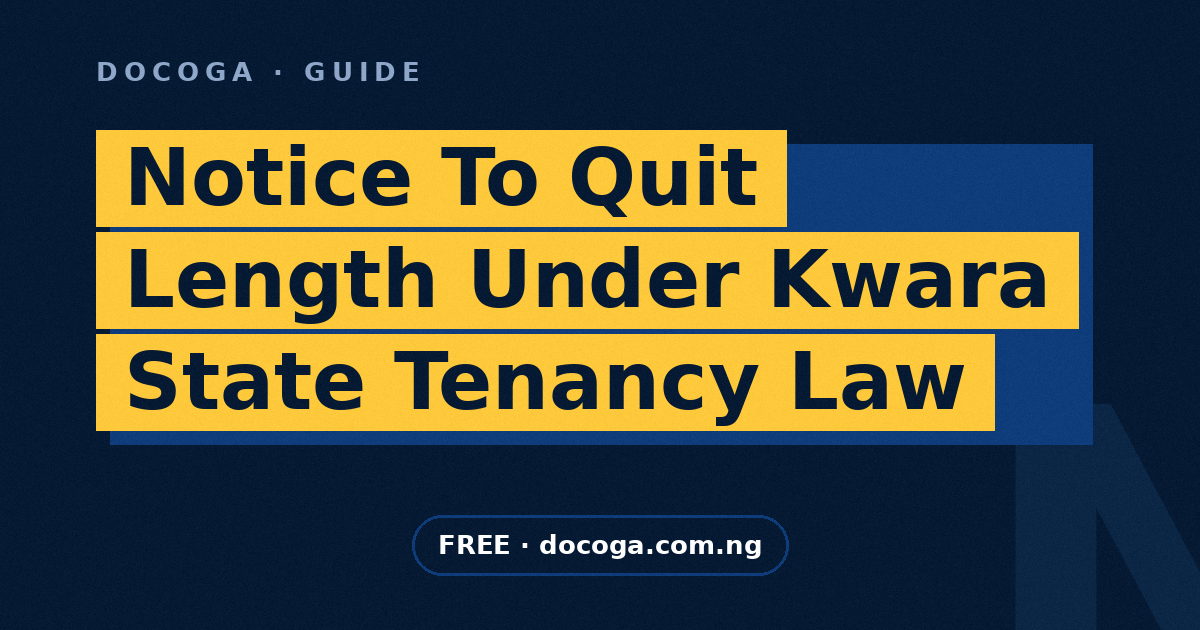 DOCOGA · GUIDE
Notice To Quit
Length Under Kwara
State Tenancy Law
FREE · docoga.com.ng
N